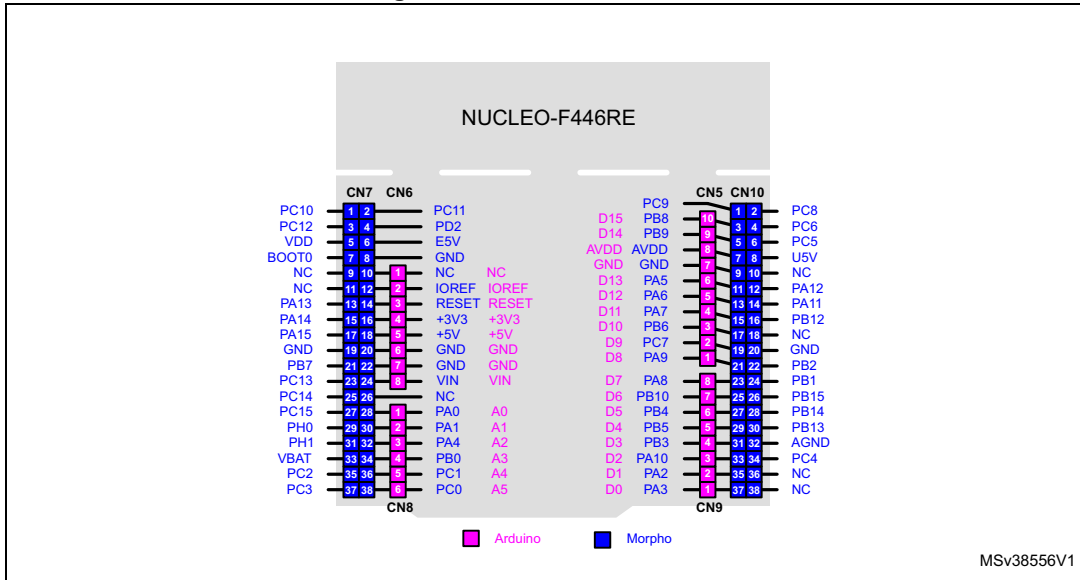 NUCLEO-F446RE
CN7 CN6 CN5 CN10
PC9
PC10 1 2 PC11 D15 PB8 10 1 2 PC8
PC12 3 4 PD2 D14 PB9 9 3 4 PC6
VDD 5 6 E5V AVDD AVDD 8 5 6 PC5
BOOT0 7 8 GND GND GND 7 7 8 U5V
NC 9 10 1 NC NC D13 PA5 6 9 10 NC
NC 11 12 2 IOREF IOREF D12 PA6 5 11 12 PA12
PA13 13 14 3 RESET RESET D11 PA7 4 13 14 PA11
PA14 15 16 4 +3V3 +3V3 D10 PB6 3 15 16 PB12
PA15 17 18 5 +5V +5V D9 PC7 2 17 18 NC
GND 19 20 6 GND GND D8 PA9 1 19 20 GND
PB7 21 22 7 GND GND 21 22 PB2
PC13 23 24 8 VIN VIN D7 PA8 8 23 24 PB1
PC14 25 26 NC D6 PB10 7 25 26 PB15
PC15 27 28 1 PA0 A0 D5 PB4 6 27 28 PB14
PH0 29 30 2 PA1 A1 D4 PB5 5 29 30 PB13
PH1 31 32 3 PA4 A2 D3 PB3 4 31 32 AGND
VBAT 33 34 4 PB0 A3 D2 PA10 3 33 34 PC4
PC2 35 36 5 PC1 A4 D1 PA2 2 35 36 NC
PC3 37 38 6 PC0 A5 D0 PA3 1 37 38 NC
CN8 CN9
Arduino Morpho
MSv38556V1